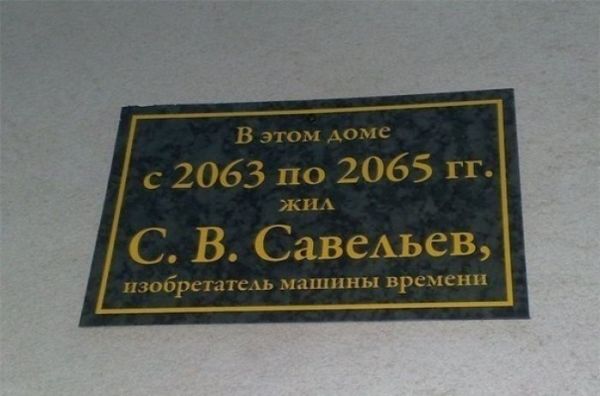 В этом доме
с 2063 по 2065 гг.
жил
С. В. Савельев,
изобретатель машины времени